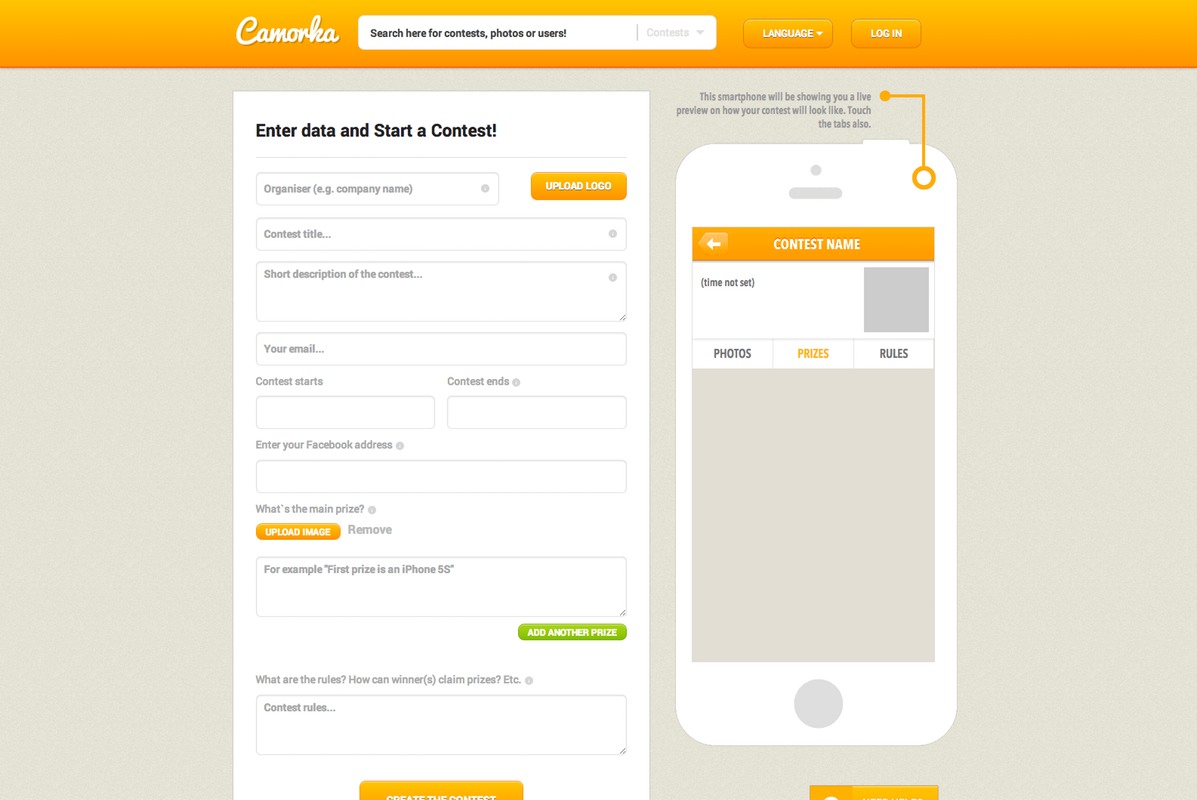 Camorka
Search here for contests, photos or users!
Contests
LANGUAGE
LOG IN
Enter data and Start a Contest!
Organiser (e.g. company name)
UPLOAD LOGO
Contest title...
Short description of the contest...
Your email...
Contest starts
Contest ends
Enter your Facebook address
What`s the main prize?
UPLOAD IMAGE
Remove
For example "First prize is an iPhone 5S"
ADD ANOTHER PRIZE
What are the rules? How can winner(s) claim prizes? Etc.
Contest rules...
CREATE THE CONTEST
This smartphone will be showing you a live
preview on how your contest will look like. Touch
the tabs also.
CONTEST NAME
(time not set)
PHOTOS
PRIZES
RULES